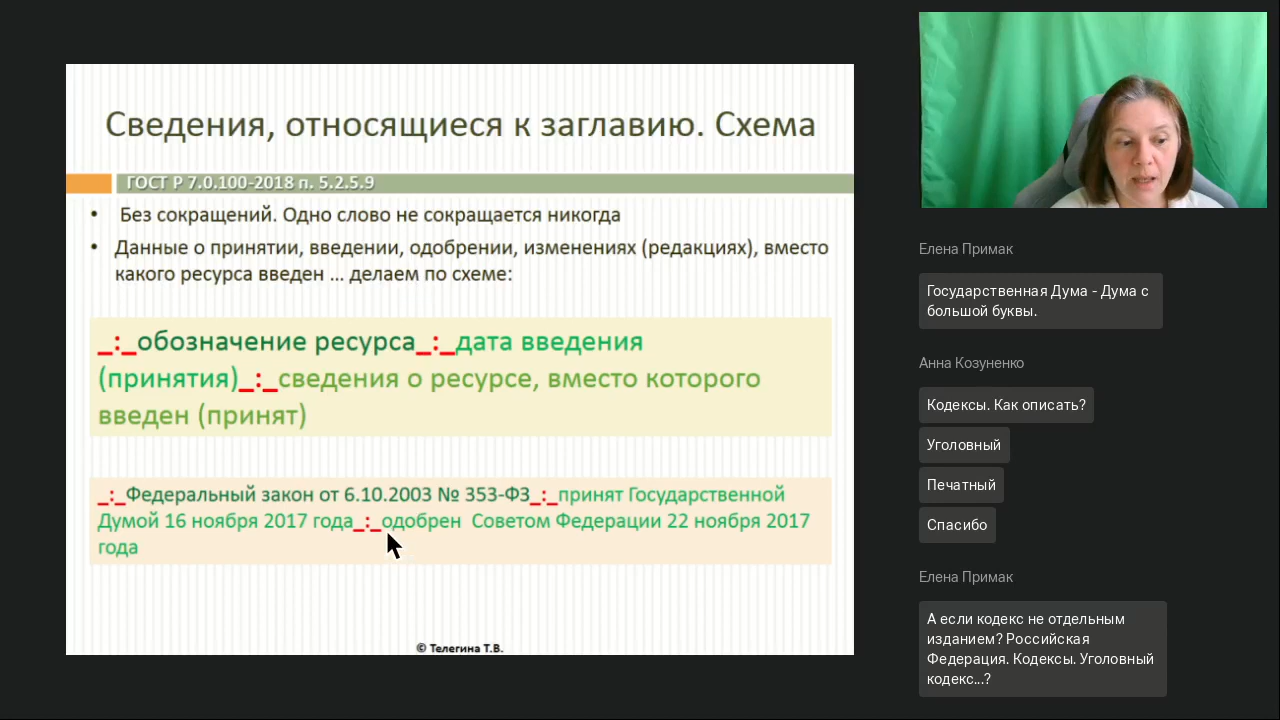 Сведения, относящиеся к заглавию. Схема
ГОСТ Р 7.0.100-2018 п. 5.2.5.9
• Без сокращений. Одно слово не сокращается никогда
• Данные о принятии, введении, одобрении, изменениях (редакциях), вместо
какого ресурса введен ... делаем по схеме:
_:_обозначение ресурса_:_дата введения
(принятия)_:_сведения о ресурсе, вместо которого
введен (принят)
_:_Федеральный закон от 6.10.2003 № 353-ФЗ_:_принят Государственной
Думой 16 ноября 2017 года_:_одобрен Советом Федерации 22 ноября 2017
года
© Телегина Т.В.
Елена Примак
Государственная Дума - Дума с
большой буквы.
Анна Козуненко
Кодексы. Как описать?
Уголовный
Печатный
Спасибо
Елена Примак
А если кодекс не отдельным
изданием? Российская
Федерация. Кодексы. Уголовный
кодекс...?